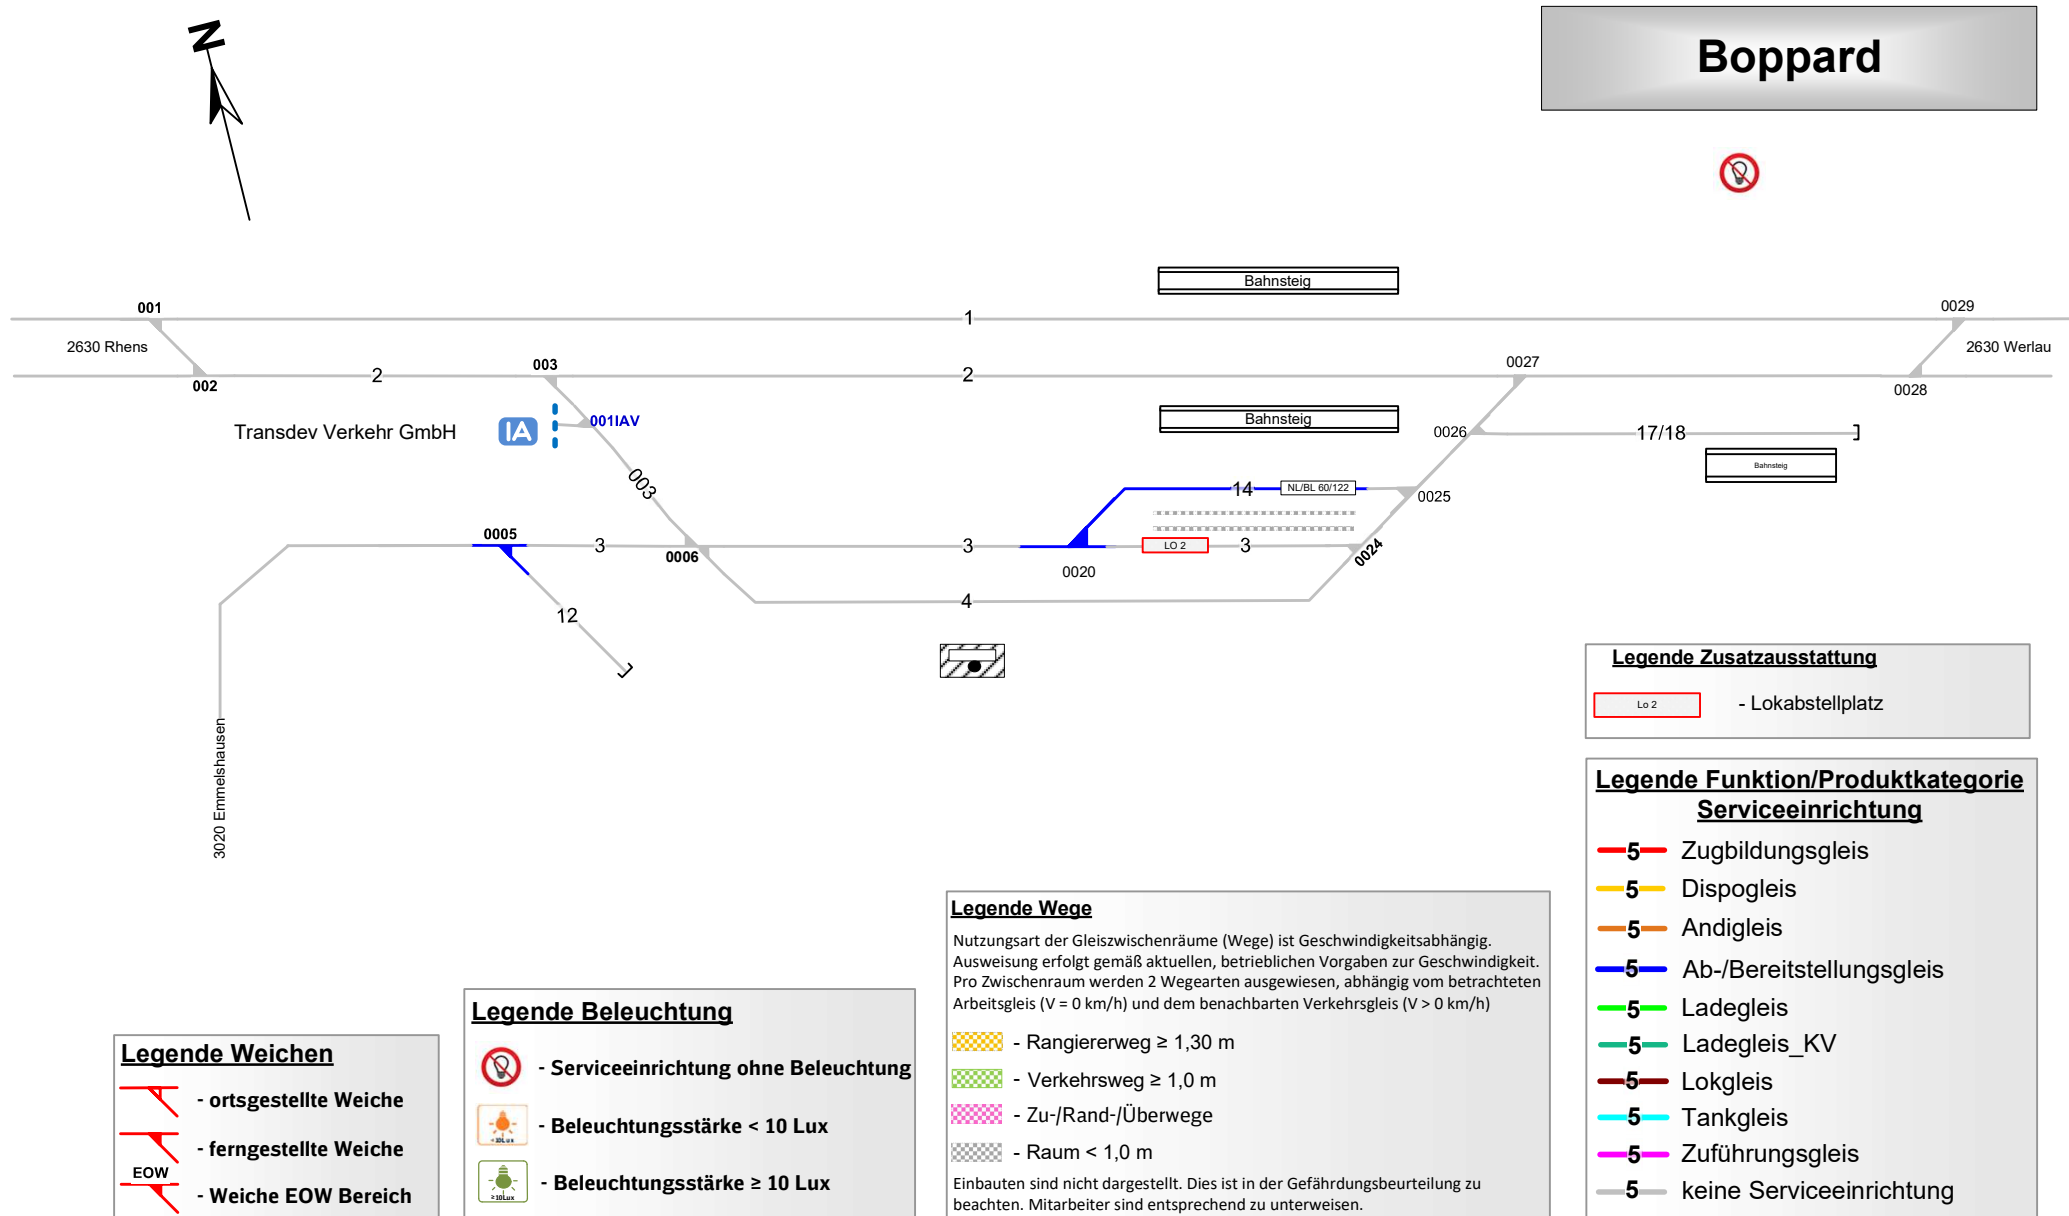 N
Boppard
Bahnsteig
001
1
0029
2630 Rhens
2630 Werlau
002
2
003
2
0027
0028
Transdev Verkehr GmbH
IA
001IAV
Bahnsteig
0026
17/18
Bahnsteig
003
14
NL/BL 60/122
0025
0005
3
0006
3
LO 2
3
0024
0020
12
4
3020 Emmelshausen
Legende Zusatzausstattung
Lo 2
- Lokabstellplatz
Legende Funktion/Produktkategorie
Serviceeinrichtung
5 Zugbildungsgleis
5 Dispogleis
5 Andigleis
5 Ab-/Bereitstellungsgleis
5 Ladegleis
5 Ladegleis_KV
5 Lokgleis
5 Tankgleis
5 Zuführungsgleis
5 keine Serviceeinrichtung
Legende Wege
Nutzungsart der Gleiszwischenräume (Wege) ist Geschwindigkeitsabhängig.
Ausweisung erfolgt gemäß aktuellen, betrieblichen Vorgaben zur Geschwindigkeit.
Pro Zwischenraum werden 2 Wegearten ausgewiesen, abhängig vom betrachteten
Arbeitsgleis (V = 0 km/h) und dem benachbarten Verkehrsgleis (V > 0 km/h)
- Rangiererweg ≥ 1,30 m
- Verkehrsweg ≥ 1,0 m
- Zu-/Rand-/Überwege
- Raum < 1,0 m
Einbauten sind nicht dargestellt. Dies ist in der Gefährdungsbeurteilung zu
beachten. Mitarbeiter sind entsprechend zu unterweisen.
Legende Beleuchtung
- Serviceeinrichtung ohne Beleuchtung
<10Lux
- Beleuchtungsstärke < 10 Lux
≥10Lux
- Beleuchtungsstärke ≥ 10 Lux
Legende Weichen
- ortsgestellte Weiche
- ferngestellte Weiche
EOW
- Weiche EOW Bereich